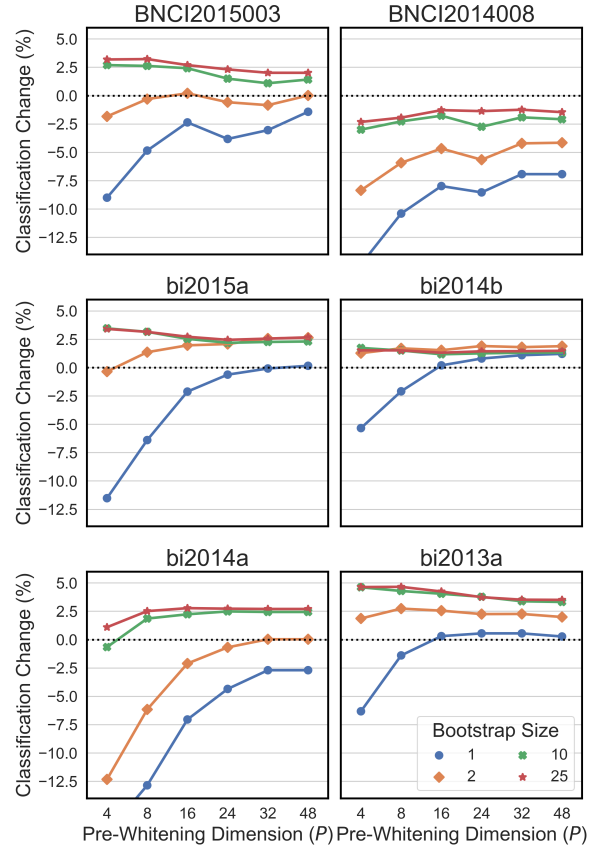 BNCI2015003 BNCI2014008
Classification Change (%)
5.0
2.5
0.0
−2.5
−5.0
−7.5
−10.0
−12.5
bi2015a bi2014b
Classification Change (%)
5.0
2.5
0.0
−2.5
−5.0
−7.5
−10.0
−12.5
bi2014a bi2013a
Classification Change (%)
5.0
2.5
0.0
−2.5
−5.0
−7.5
−10.0
−12.5
Bootstrap Size
1 10
2 25
4 8 16 24 32 48 4 8 16 24 32 48
Pre-Whitening Dimension (P) Pre-Whitening Dimension (P)